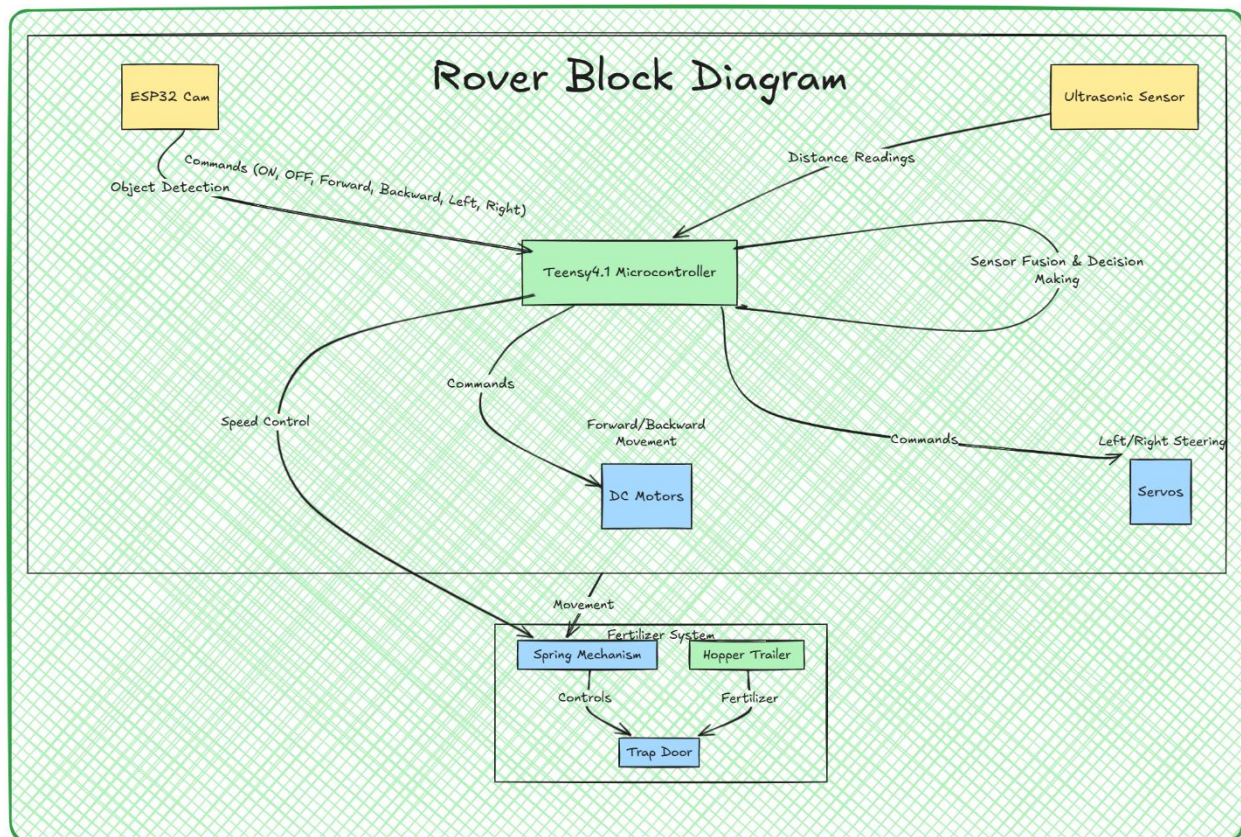 Rover Block Diagram
ESP32 Cam
Ultrasonic Sensor
Commands (ON, OFF, Forward, Backward, Left, Right)
Object Detection
Distance Readings
Teensy4.1 Microcontroller
Sensor Fusion & Decision
Making
Commands
Speed Control
Forward/Backward
Movement
Commands
Left/Right Steering
DC Motors
Servos
Movement
Fertilizer System
Spring Mechanism
Hopper Trailer
Controls
Fertilizer
Trap Door